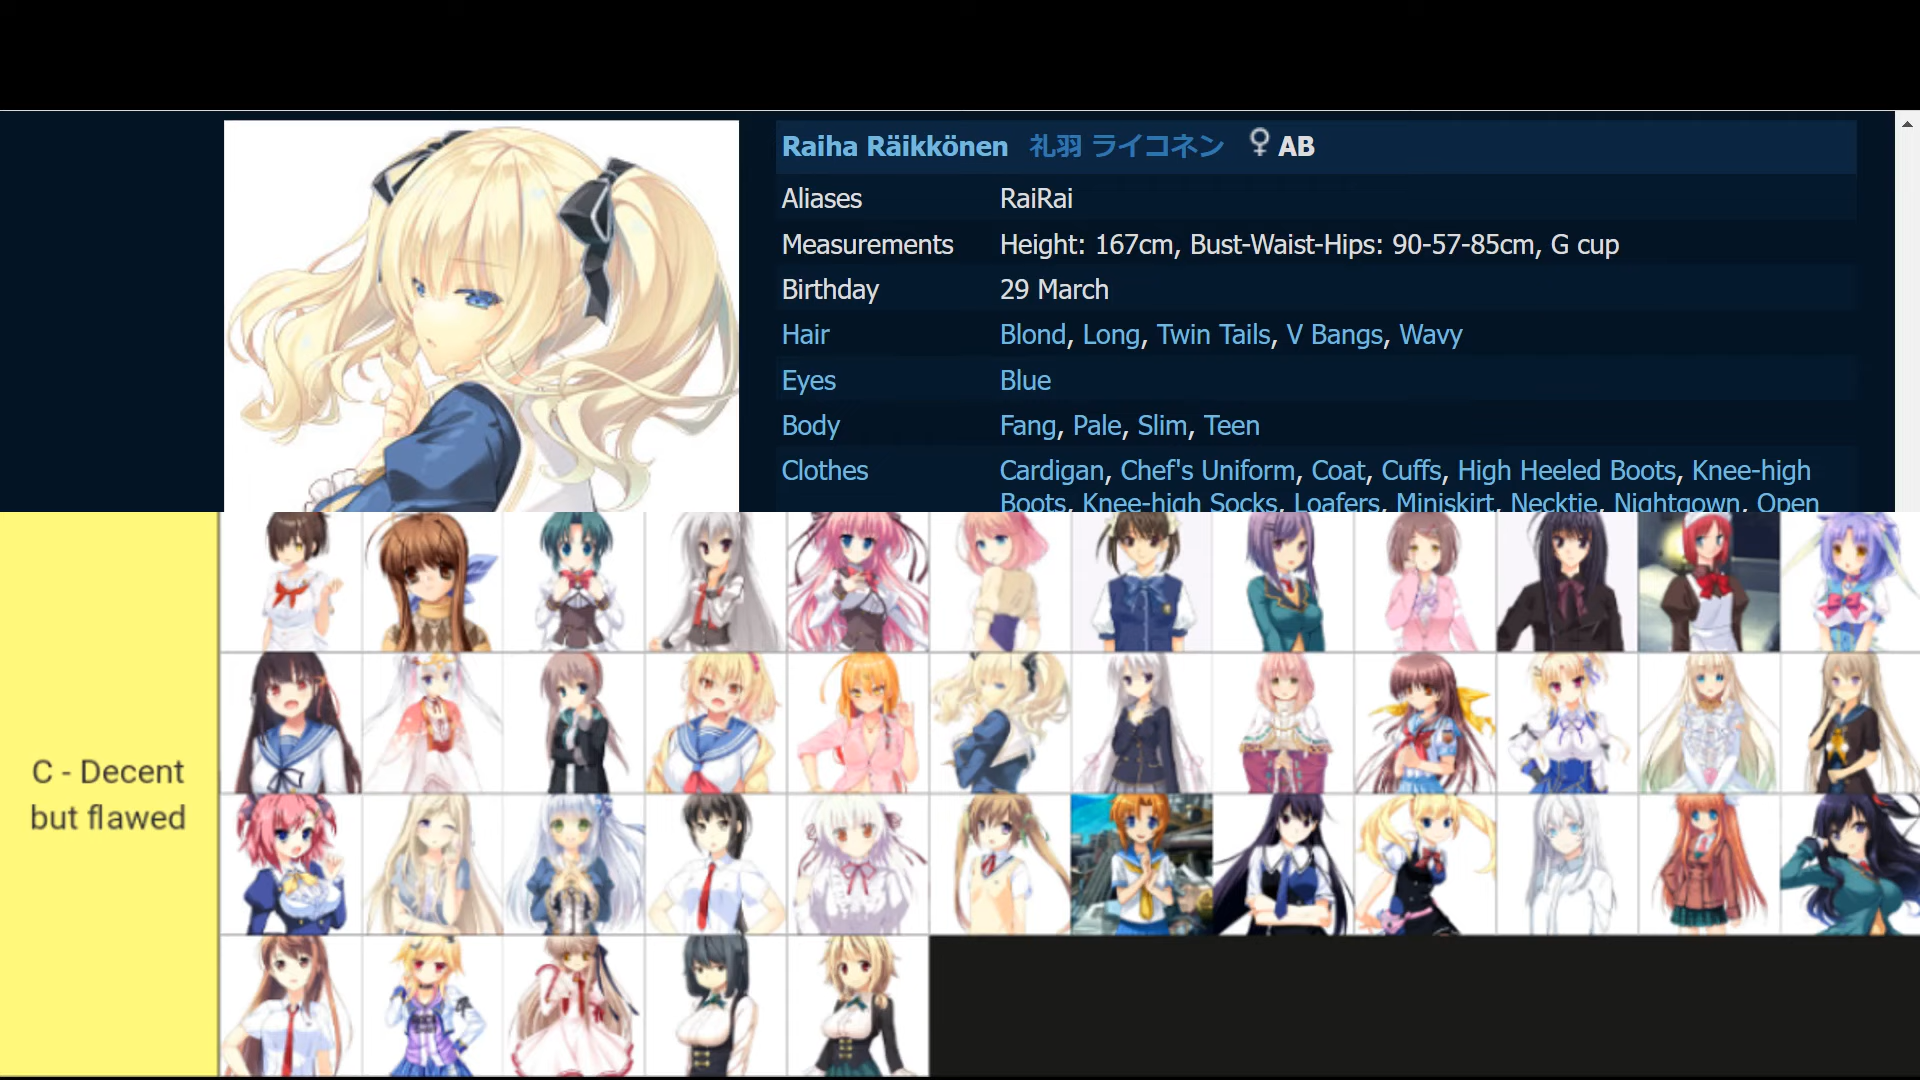 Raiha Räikkönen 礼羽 ライコネン ♀ AB
Aliases RaiRai
Measurements Height: 167cm, Bust-Waist-Hips: 90-57-85cm, G cup
Birthday 29 March
Hair Blond, Long, Twin Tails, V Bangs, Wavy
Eyes Blue
Body Fang, Pale, Slim, Teen
Clothes Cardigan, Chef's Uniform, Coat, Cuffs, High Heeled Boots, Knee-high
Boots, Knee-high Socks, Loafers, Miniskirt, Necktie, Nightgown, Open
C - Decent
but flawed